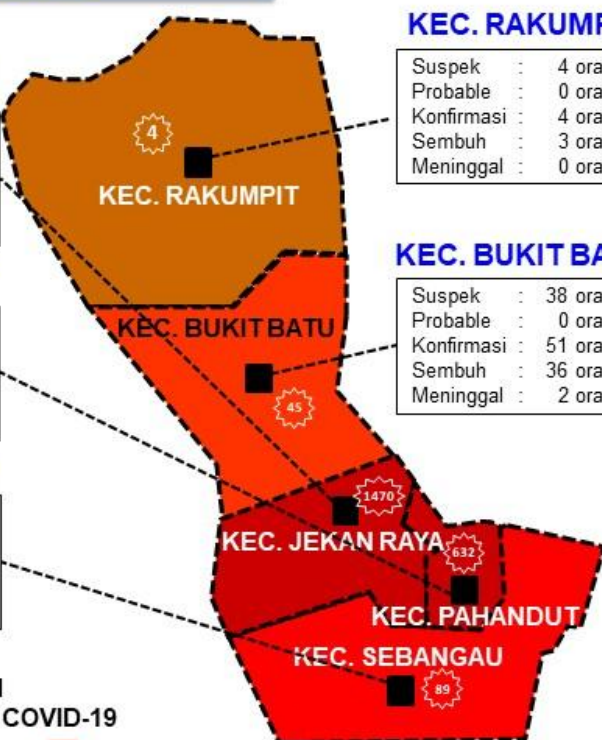 KEC. RAKUMP
Suspek : 4 ora
Probable : 0 ora
Konfirmasi : 4 ora
Sembuh : 3 ora
Meninggal : 0 ora
4
KEC. RAKUMPIT
KEC. BUKIT BA
Suspek : 38 ora
Probable : 0 ora
Konfirmasi : 51 ora
Sembuh : 36 ora
Meninggal : 2 ora
KEC. BUKIT BATU
45
1470
KEC. JEKAN RAYA
632
KEC. PAHANDUT
KEC. SEBANGAU
89
COVID-19